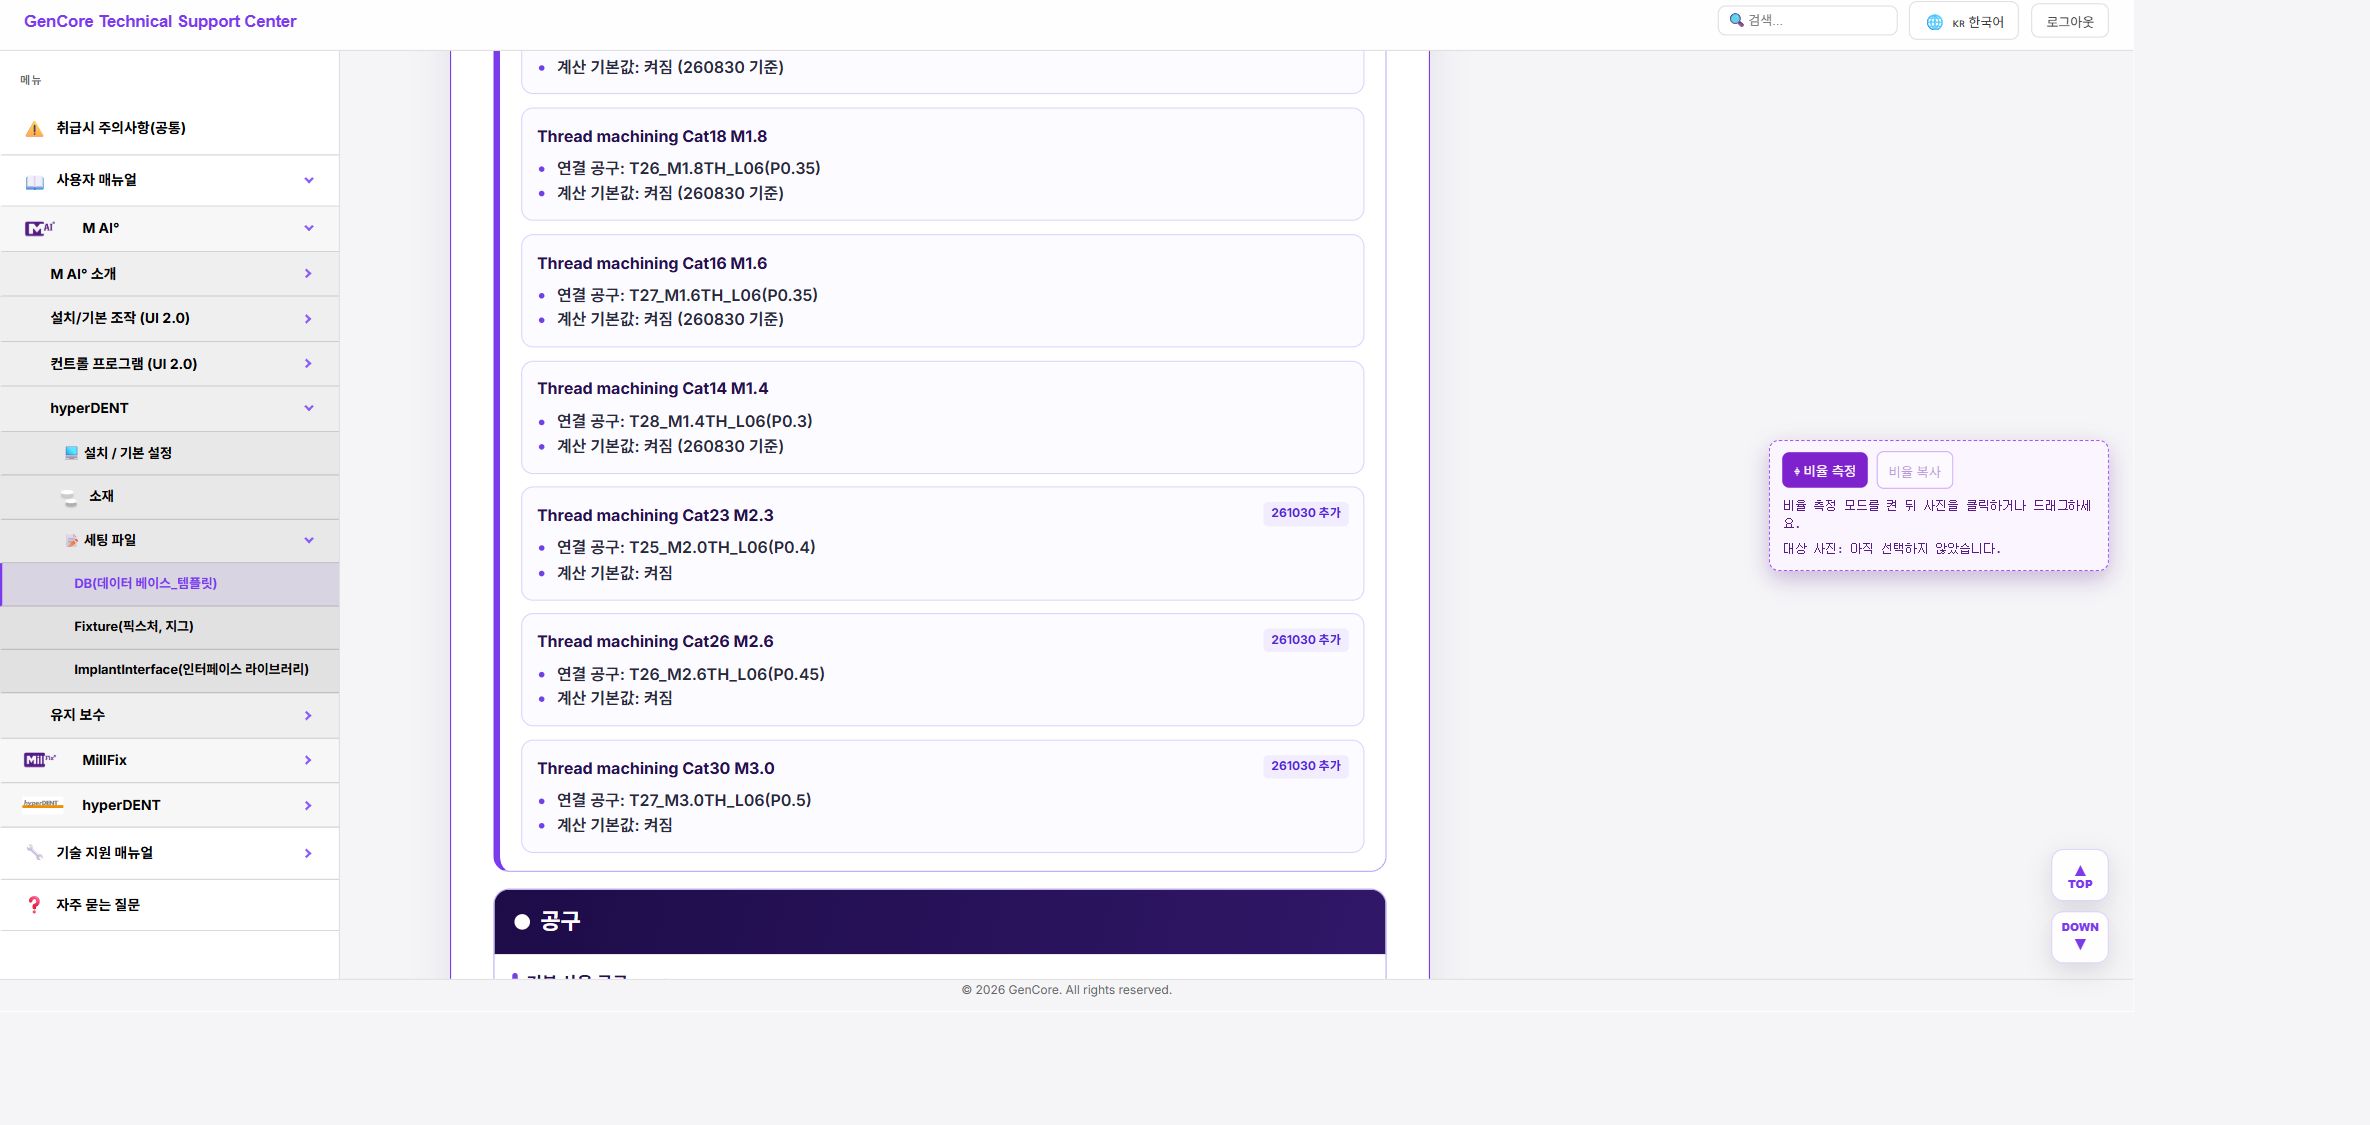 GenCore Technical Support Center
검색...
KR 한국어
로그아웃
메뉴
취급시 주의사항(공통)
사용자 매뉴얼
M AI°
M AI° 소개
설치/기본 조작 (UI 2.0)
컨트롤 프로그램 (UI 2.0)
hyperDENT
설치 / 기본 설정
소재
세팅 파일
DB(데이터 베이스_템플릿)
Fixture(픽스처, 지그)
ImplantInterface(인터페이스 라이브러리)
유지 보수
MillFix
hyperDENT
기술 지원 매뉴얼
자주 묻는 질문
계산 기본값: 켜짐 (260830 기준)
Thread machining Cat18 M1.8
연결 공구: T26_M1.8TH_L06(P0.35)
계산 기본값: 켜짐 (260830 기준)
Thread machining Cat16 M1.6
연결 공구: T27_M1.6TH_L06(P0.35)
계산 기본값: 켜짐 (260830 기준)
Thread machining Cat14 M1.4
연결 공구: T28_M1.4TH_L06(P0.3)
계산 기본값: 켜짐 (260830 기준)
Thread machining Cat23 M2.3
261030 추가
연결 공구: T25_M2.0TH_L06(P0.4)
계산 기본값: 켜짐
Thread machining Cat26 M2.6
261030 추가
연결 공구: T26_M2.6TH_L06(P0.45)
계산 기본값: 켜짐
Thread machining Cat30 M3.0
261030 추가
연결 공구: T27_M3.0TH_L06(P0.5)
계산 기본값: 켜짐
공구
비율 측정
비율 복사
비율 측정 모드를 켠 뒤 사진을 클릭하거나 드래그하세
요.
대상 사진: 아직 선택하지 않았습니다.
TOP
DOWN
© 2026 GenCore. All rights reserved.